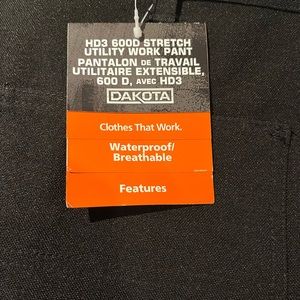 HD3 600D STRETCH
UTILITY WORK PANT
PANTALON DE TRAVAIL
UTILITAIRE EXTENSIBLE,
600 D, AVEC HD3
DAKOTA
Clothes That Work.
Waterproof/
Breathable
Features